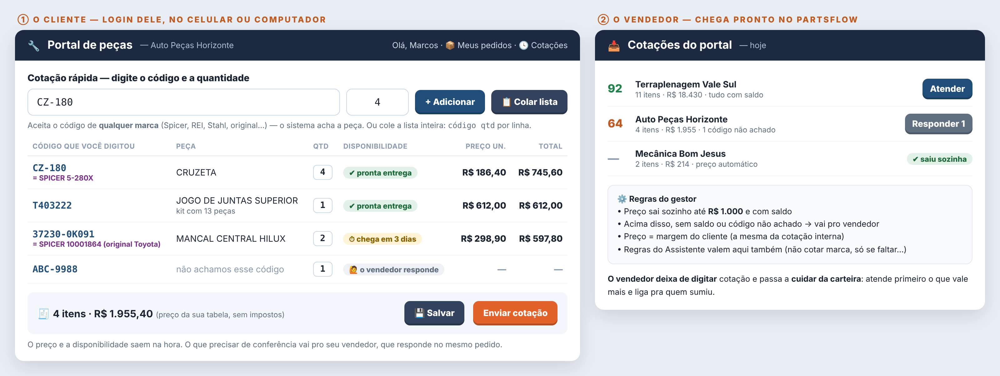 ① O CLIENTE — LOGIN DELE, NO CELULAR OU COMPUTADOR
Portal de peças — Auto Peças Horizonte
Olá, Marcos · Meus pedidos · Cotações
Cotação rápida — digite o código e a quantidade
CZ-180 4 + Adicionar Colar lista
Aceita o código de qualquer marca (Spicer, REI, Stahl, original...) — o sistema acha a peça. Ou cole a lista inteira: código qtd por linha.
CÓDIGO QUE VOCÊ DIGITOU PEÇA QTD DISPONIBILIDADE PREÇO UN. TOTAL
CZ-180
= SPICER 5-280X
CRUZETA 4 ✔ pronta entrega R$ 186,40 R$ 745,60
T403222
JOGO DE JUNTAS SUPERIOR
kit com 13 peças
1 ✔ pronta entrega R$ 612,00 R$ 612,00
37230-0K091
= SPICER 10001864 (original Toyota)
MANCAL CENTRAL HILUX 2 ⏱ chega em 3 dias R$ 298,90 R$ 597,80
ABC-9988 não achamos esse código 1 o vendedor responde — —
4 itens · R$ 1.955,40 (preço da sua tabela, sem impostos)
Salvar Enviar cotação
O preço e a disponibilidade saem na hora. O que precisar de conferência vai pro seu vendedor, que responde no mesmo pedido.
② O VENDEDOR — CHEGA PRONTO NO PARTSFLOW
Cotações do portal — hoje
92 Terraplenagem Vale Sul
11 itens · R$ 18.430 · tudo com saldo
Atender
64 Auto Peças Horizonte
4 itens · R$ 1.955 · 1 código não achado
Responder 1
— Mecânica Bom Jesus
2 itens · R$ 214 · preço automático
✔ saiu sozinha
Regras do gestor
• Preço sai sozinho até R$ 1.000 e com saldo
• Acima disso, sem saldo ou código não achado → vai pro vendedor
• Preço = margem do cliente (a mesma da cotação interna)
• Regras do Assistente valem aqui também (não cotar marca, só se faltar...)
O vendedor deixa de digitar cotação e passa a cuidar da carteira: atende primeiro o que vale
mais e liga pra quem sumiu.